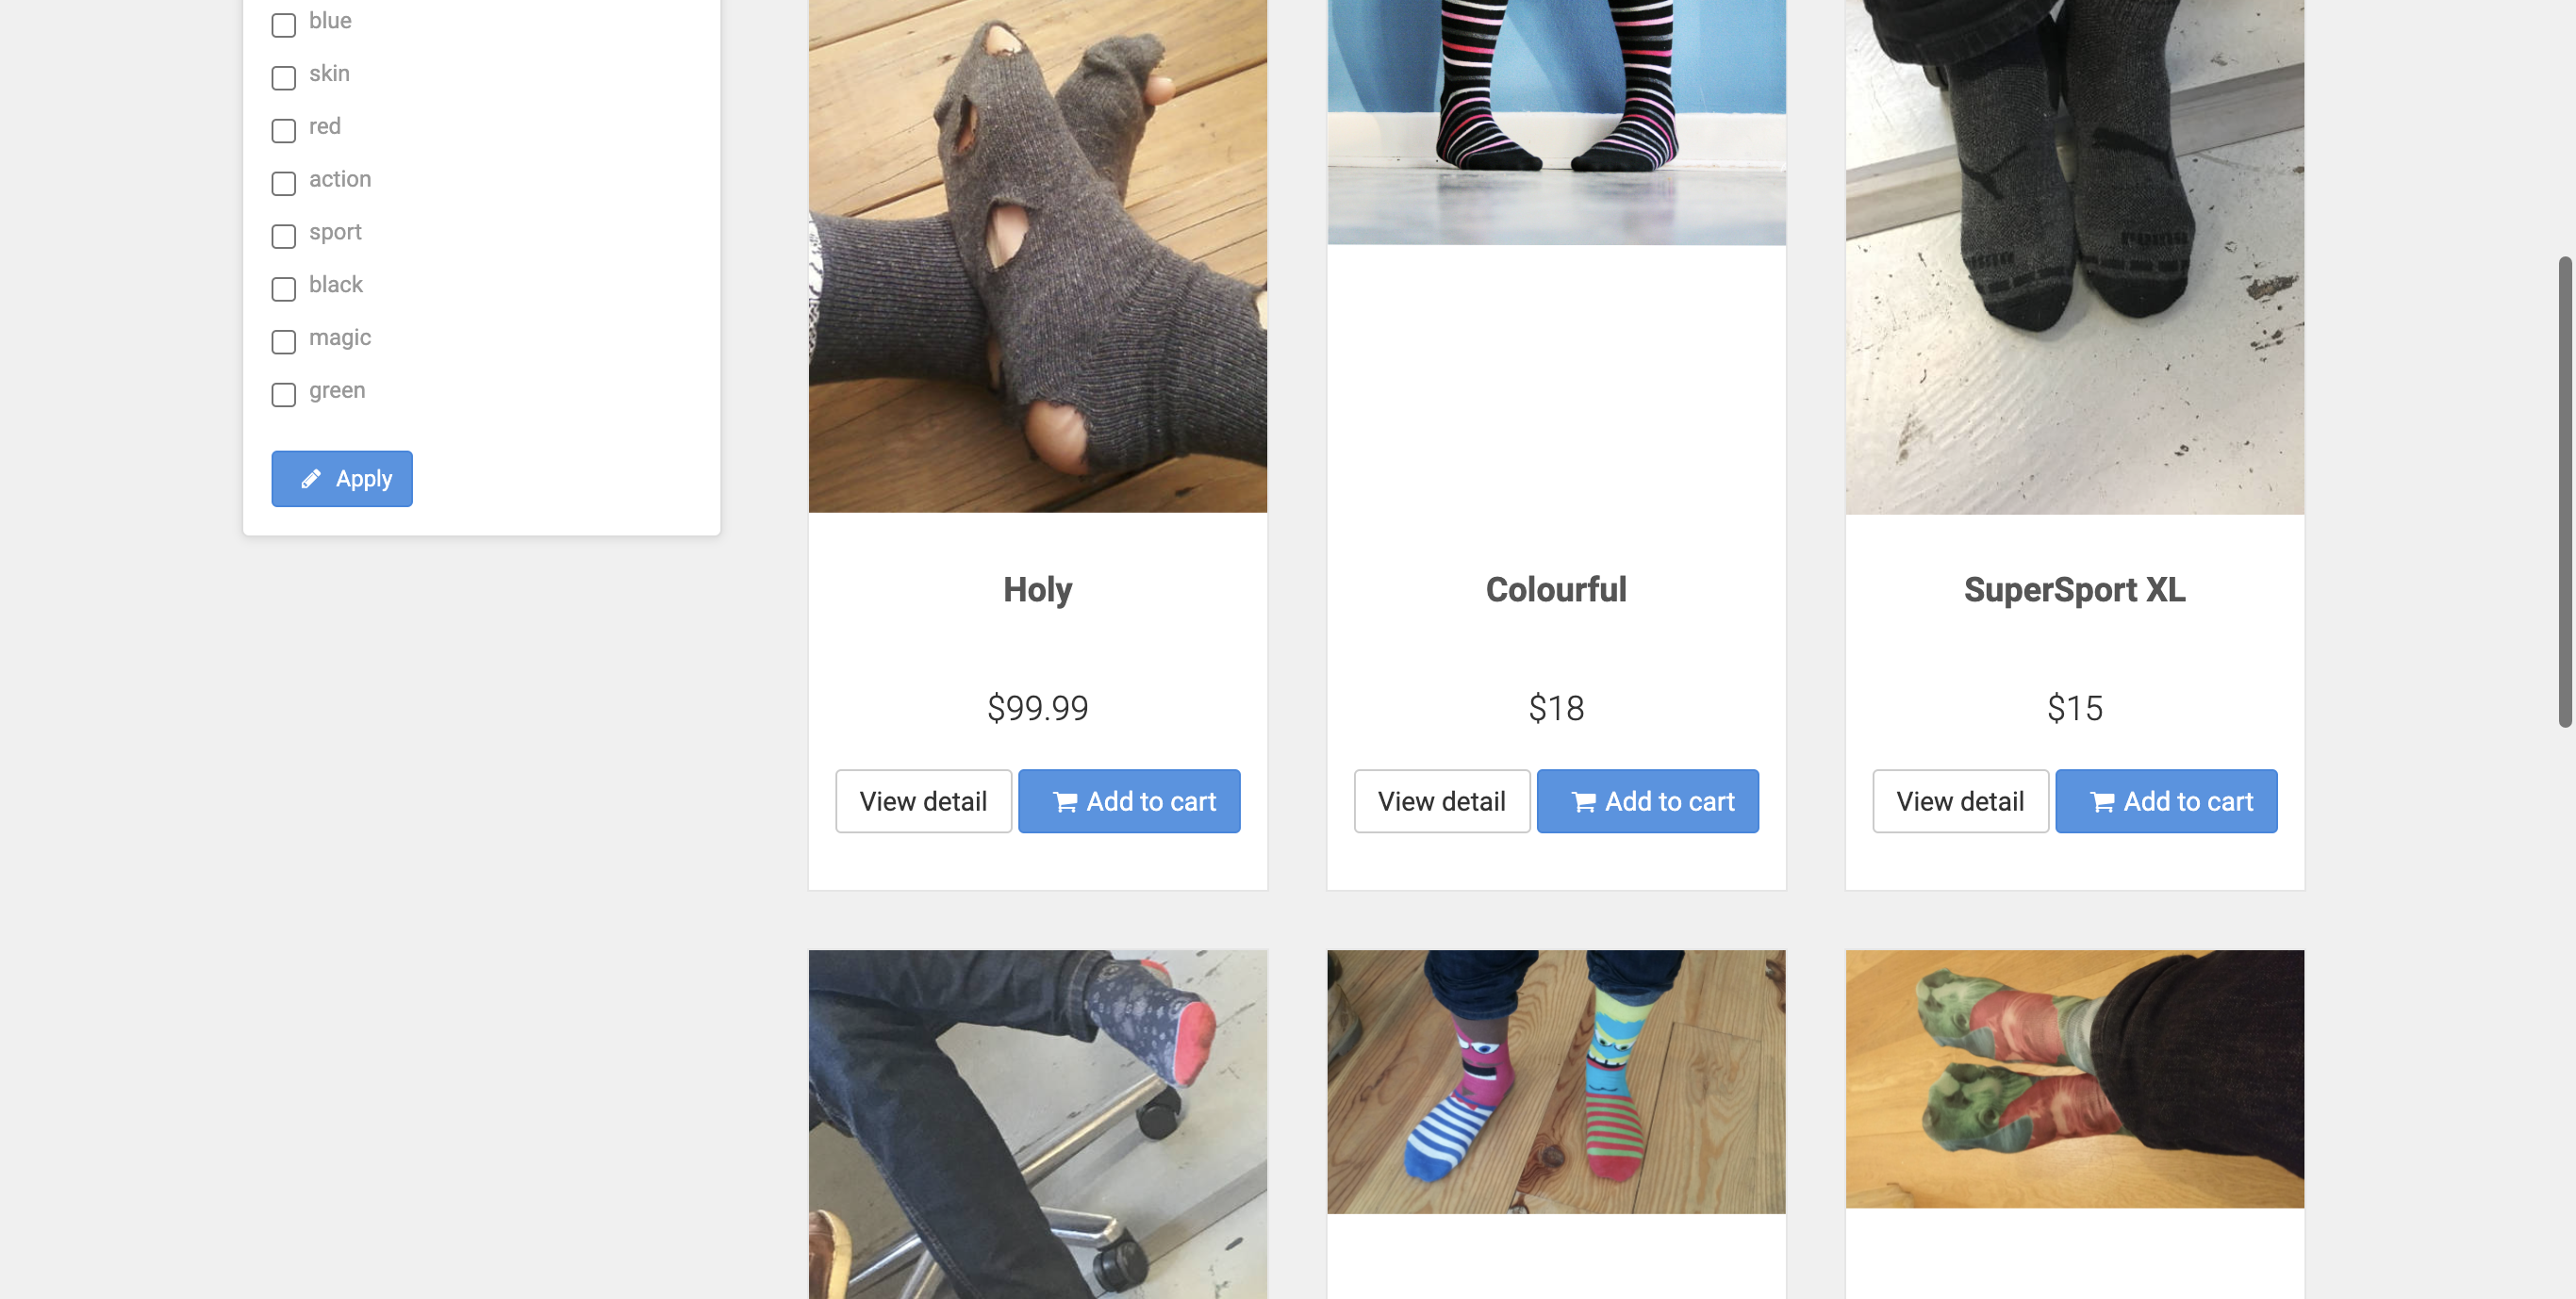 blue
skin
red
action
sport
black
magic
green
Apply
Holy
Colourful
SuperSport XL
$99.99
$18
$15
View detail
Add to cart
View detail
Add to cart
View detail
Add to cart